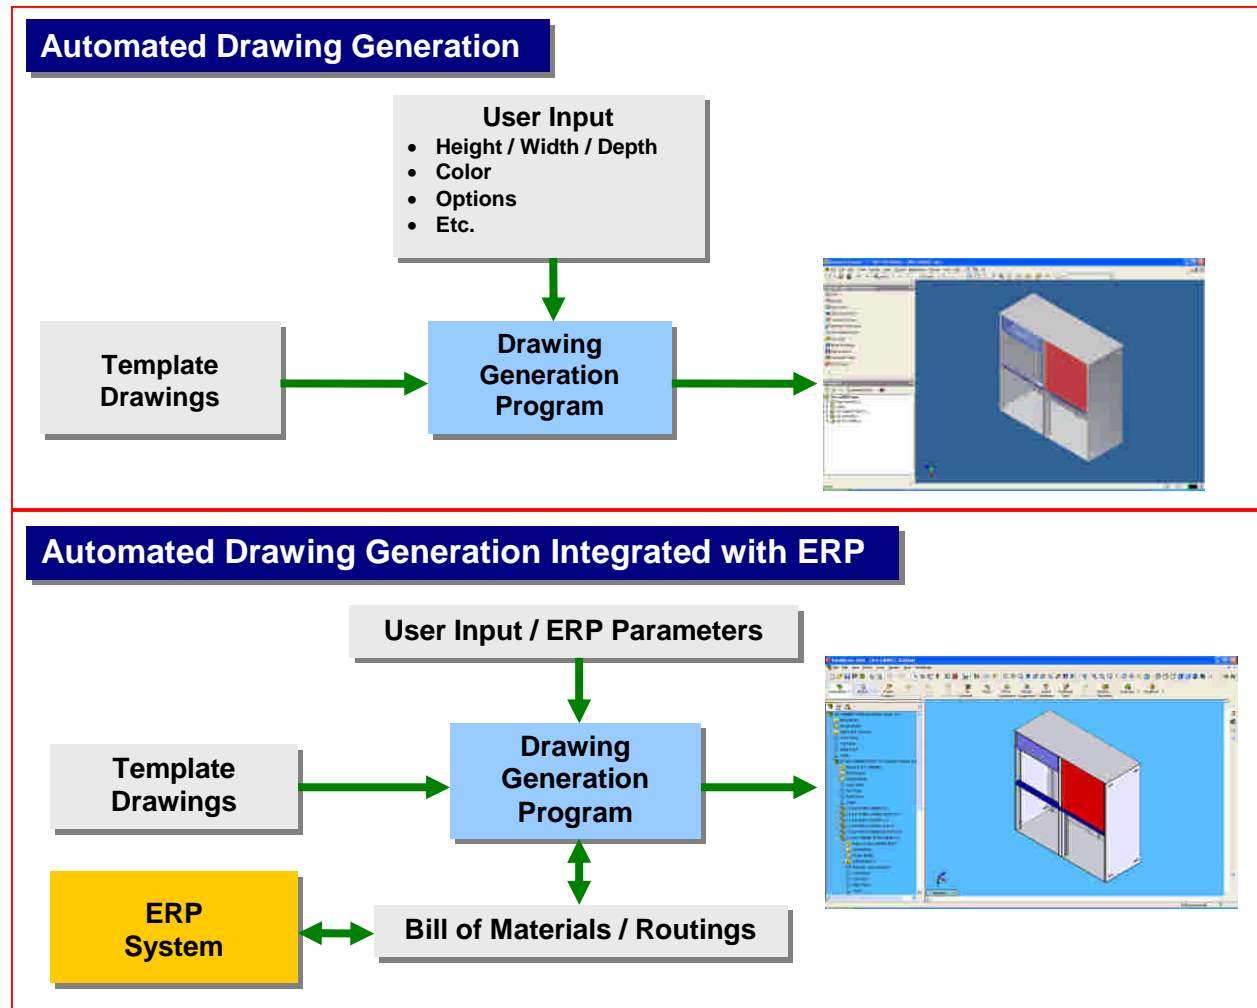 Automated Drawing Generation
User Input
• Height / Width / Depth
• Color
• Options
• Etc.
Template
Drawings
Drawing
Generation
Program
Automated Drawing Generation Integrated with ERP
User Input / ERP Parameters
Template
Drawings
Drawing
Generation
Program
ERP
System
Bill of Materials / Routings